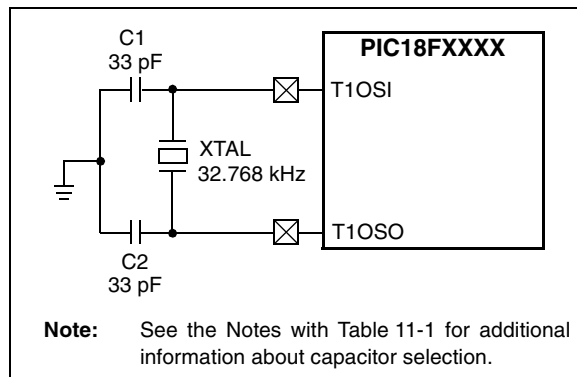 C1
33 pF
PIC18FXXXX
T1OSI
XTAL
32.768 kHz
T1OSO
C2
33 pF
Note: See the Notes with Table 11-1 for additional
information about capacitor selection.